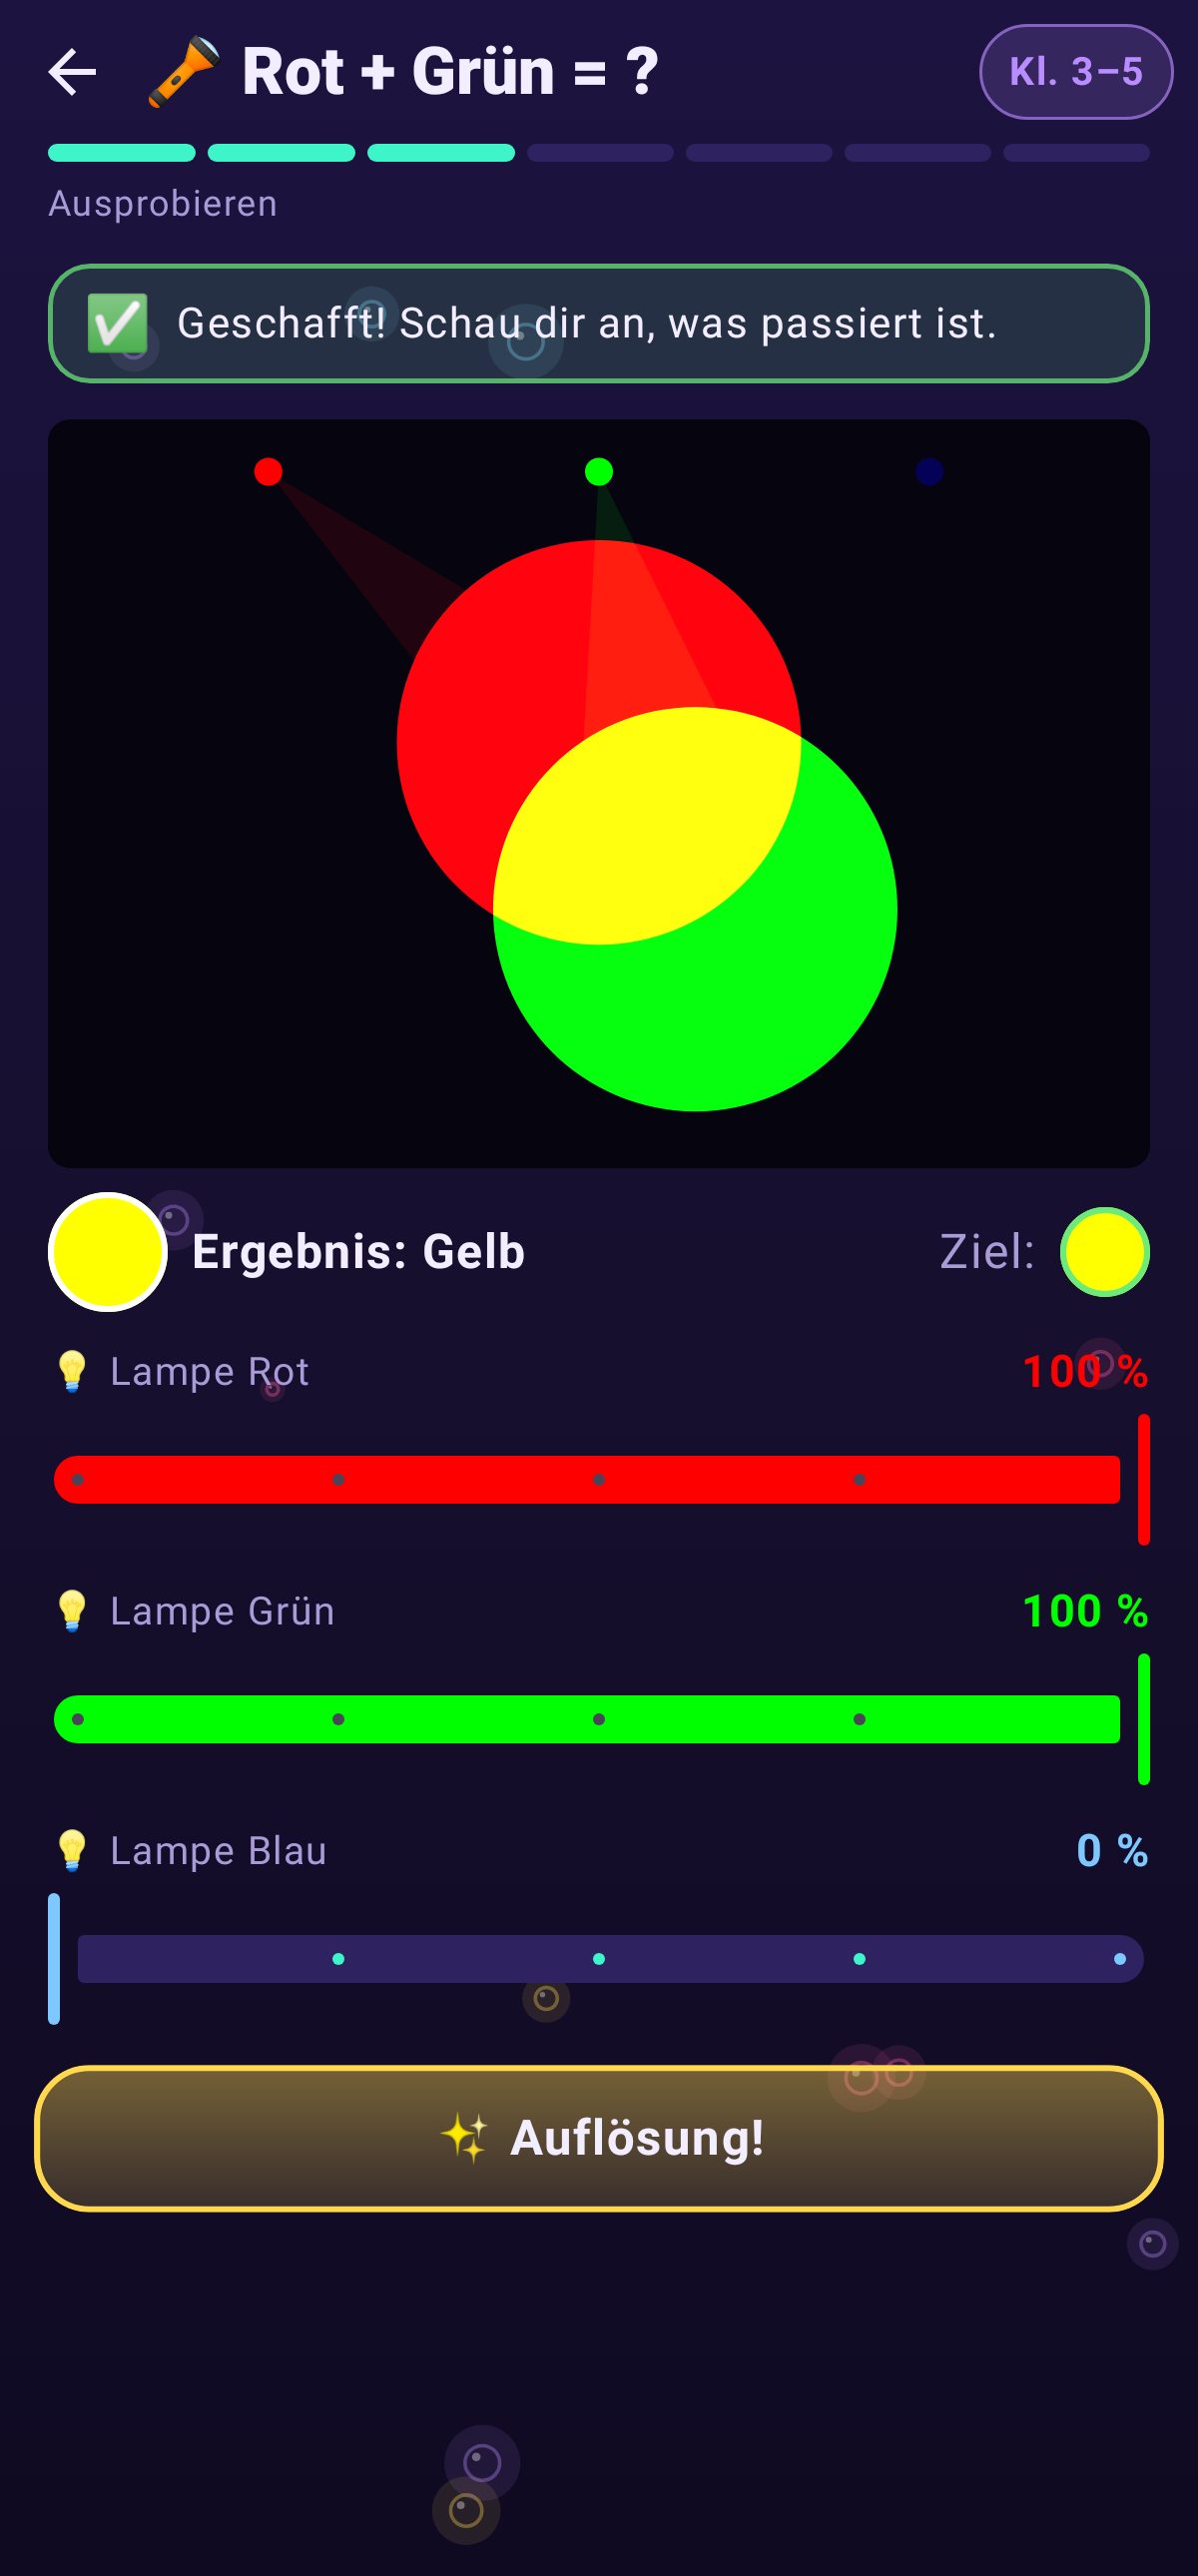 Rot + Grün = ?
Kl. 3–5
Ausprobieren
Geschafft! Schau dir an, was passiert ist.
Ergebnis: Gelb
Ziel:
Lampe Rot
100 %
Lampe Grün
100 %
Lampe Blau
0 %
Auflösung!